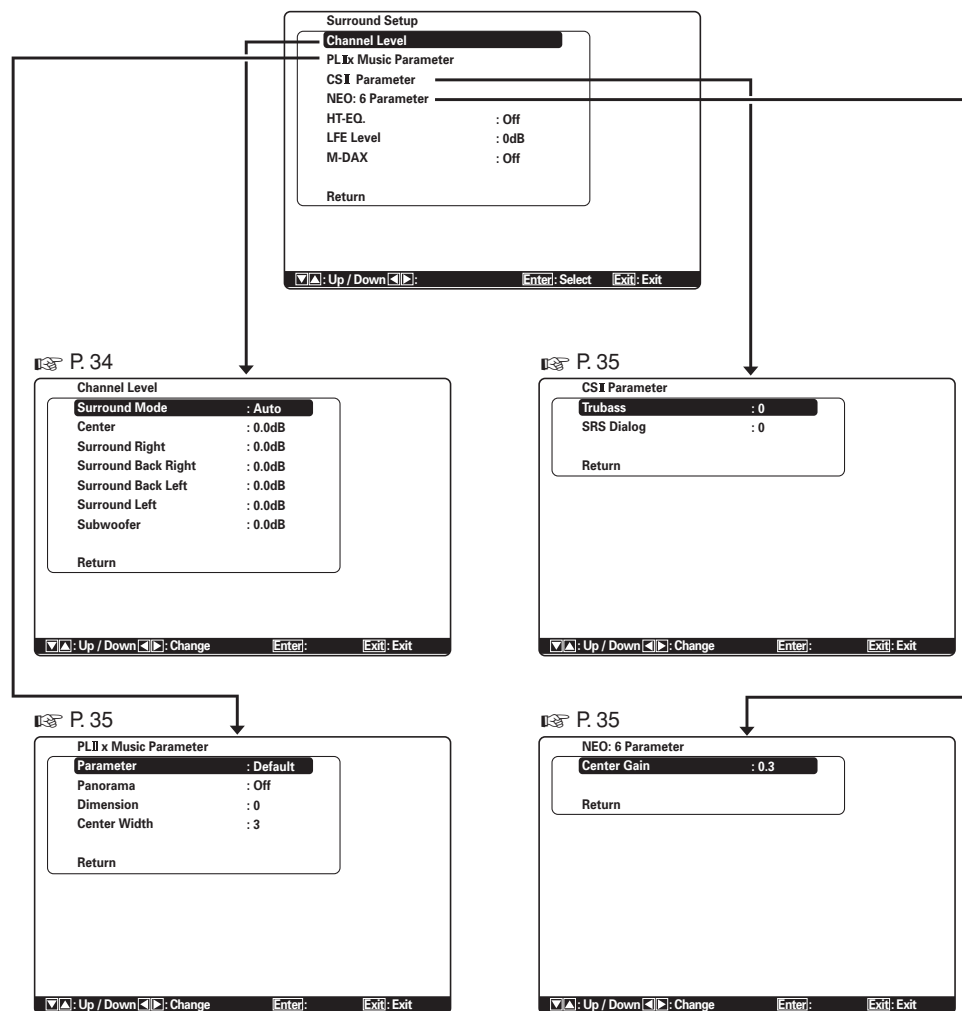 Surround Setup
Channel Level
PLIIx Music Parameter
CSII Parameter
NEO: 6 Parameter
HT-EQ. : Off
LFE Level : 0dB
M-DAX : Off
Return
▼▲: Up / Down ◀▶: Enter: Select Exit: Exit
☞ P. 34
Channel Level
Surround Mode : Auto
Center : 0.0dB
Surround Right : 0.0dB
Surround Back Right : 0.0dB
Surround Back Left : 0.0dB
Surround Left : 0.0dB
Subwoofer : 0.0dB
Return
▼▲: Up / Down ◀▶: Change Enter: Exit: Exit
☞ P. 35
CSII Parameter
Trubass : 0
SRS Dialog : 0
Return
▼▲: Up / Down ◀▶: Change Enter: Exit: Exit
☞ P. 35
PLII x Music Parameter
Parameter : Default
Panorama : Off
Dimension : 0
Center Width : 3
Return
▼▲: Up / Down ◀▶: Change Enter: Exit: Exit
☞ P. 35
NEO: 6 Parameter
Center Gain : 0.3
Return
▼▲: Up / Down ◀▶: Change Enter: Exit: Exit